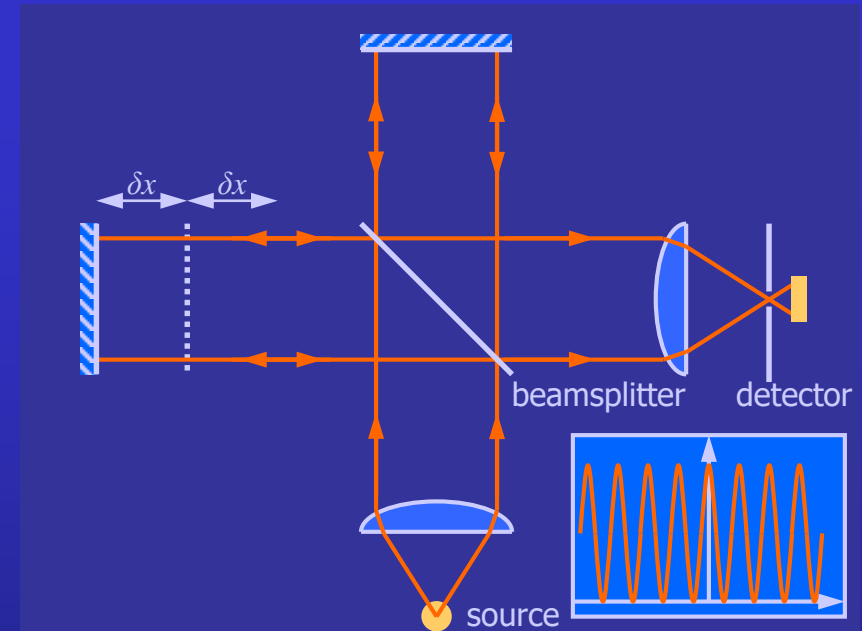 δx δx
beamsplitter detector
source